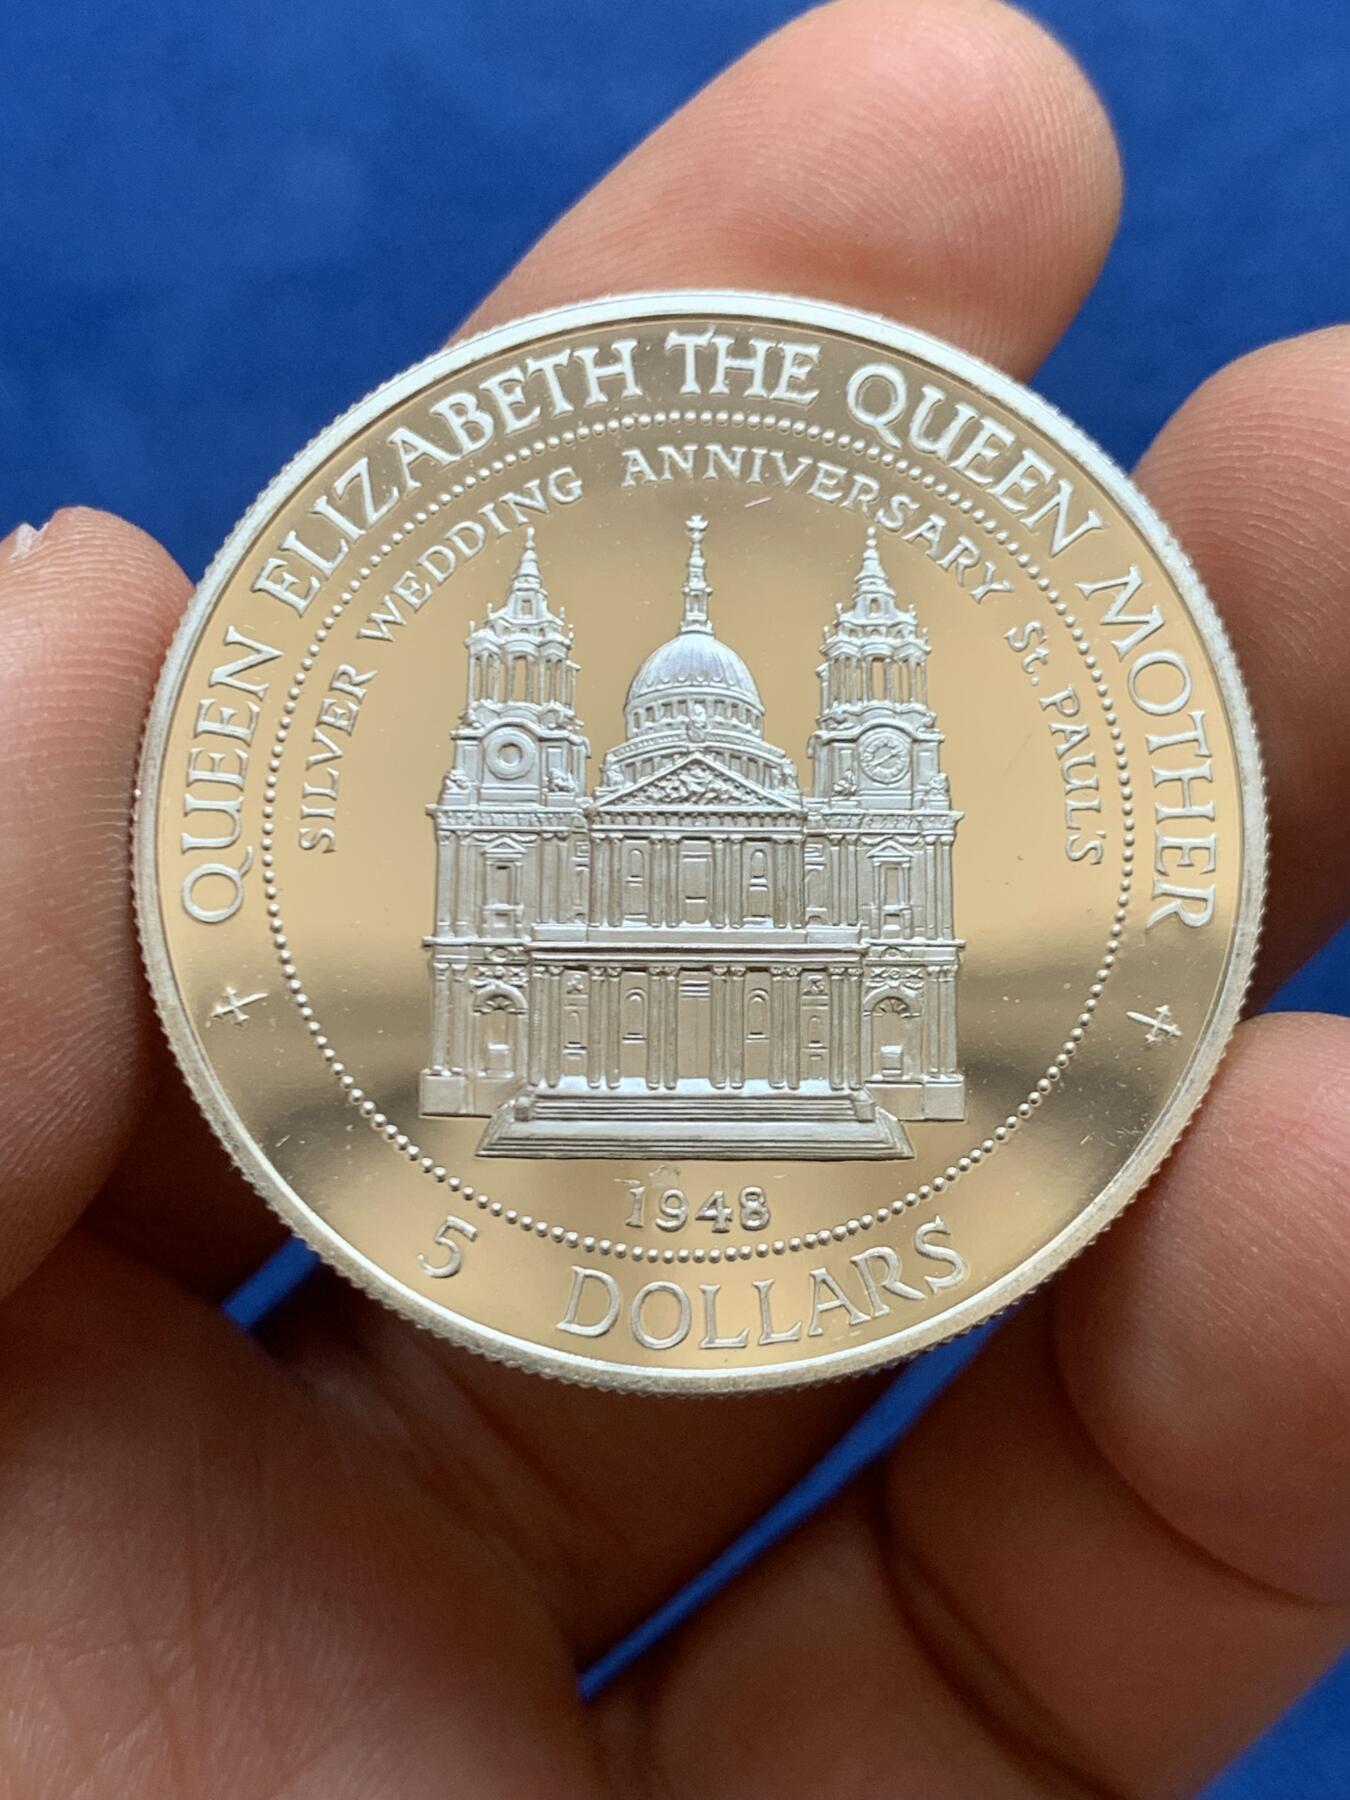 QUEEN ELIZABETH THE QUEEN MOTHER
SILVER WEDDING ANNIVERSARY St. PAUL'S
1948
5 DOLLARS